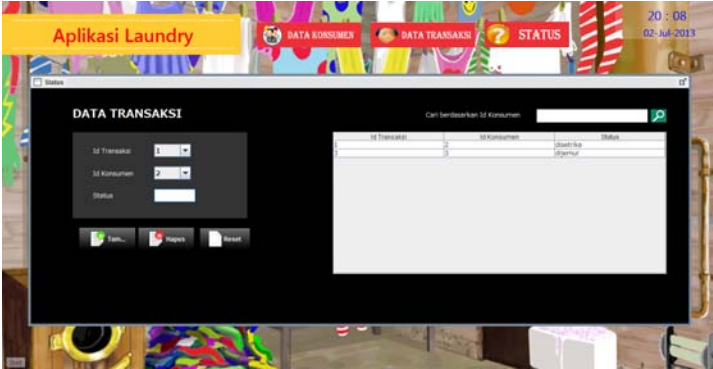 20 : 08
Aplikasi Laundry
DATA KONSUMEN
DATA TRANSAKSI
STATUS
02-Jul-2013
Status
DATA TRANSAKSI
Cari berdasarkan Id Konsumen
Id Transaksi Id Konsumen Status
1 2 disetrika
3 3 dijemur
Id Transaksi 1
Id Konsumen 2
Status
Tam...
Hapus
Reset